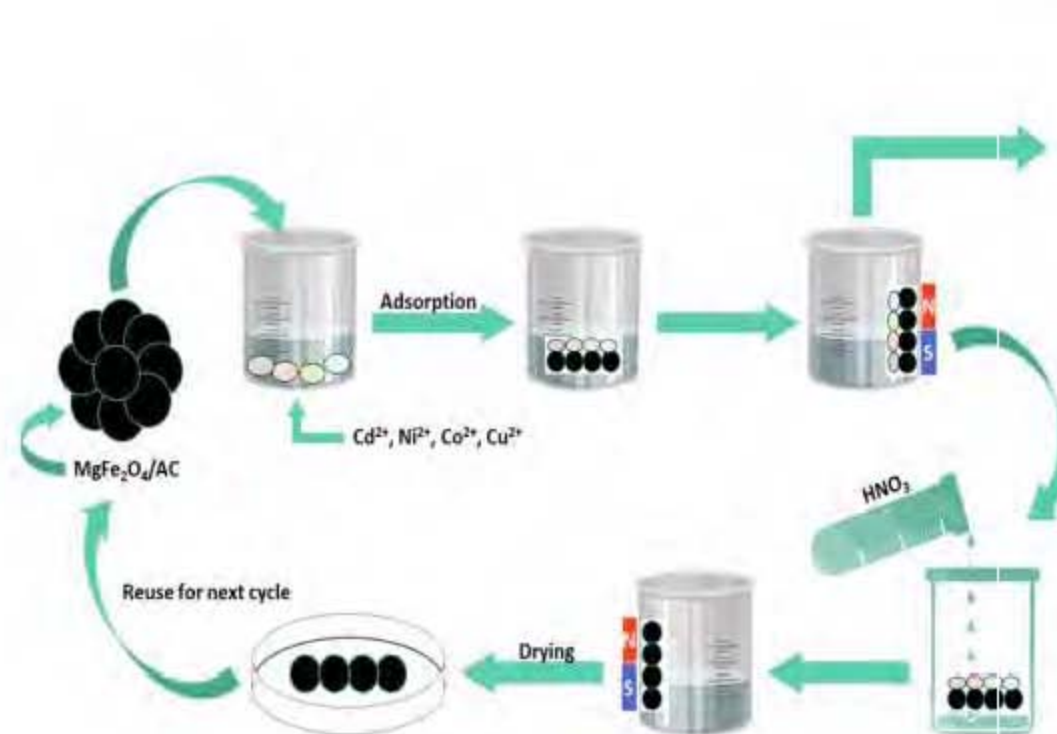 Adsorption
N
S
Cd²⁺, Ni²⁺, Co²⁺, Cu²⁺
MgFe₂O₄/AC
HNO₃
Reuse for next cycle
Drying
N
S